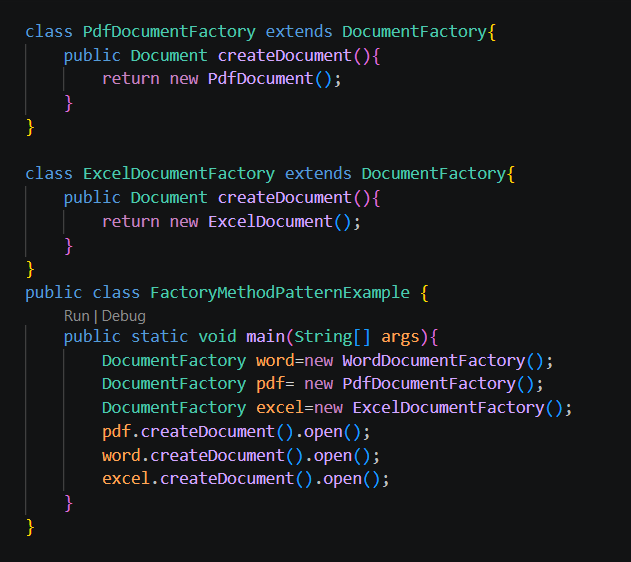 class PdfDocumentFactory extends DocumentFactory{
    public Document createDocument(){
        return new PdfDocument();
    }
}

class ExcelDocumentFactory extends DocumentFactory{
    public Document createDocument(){
        return new ExcelDocument();
    }
}
public class FactoryMethodPatternExample {
    Run | Debug
    public static void main(String[] args){
        DocumentFactory word=new WordDocumentFactory();
        DocumentFactory pdf= new PdfDocumentFactory();
        DocumentFactory excel=new ExcelDocumentFactory();
        pdf.createDocument().open();
        word.createDocument().open();
        excel.createDocument().open();
    }
}